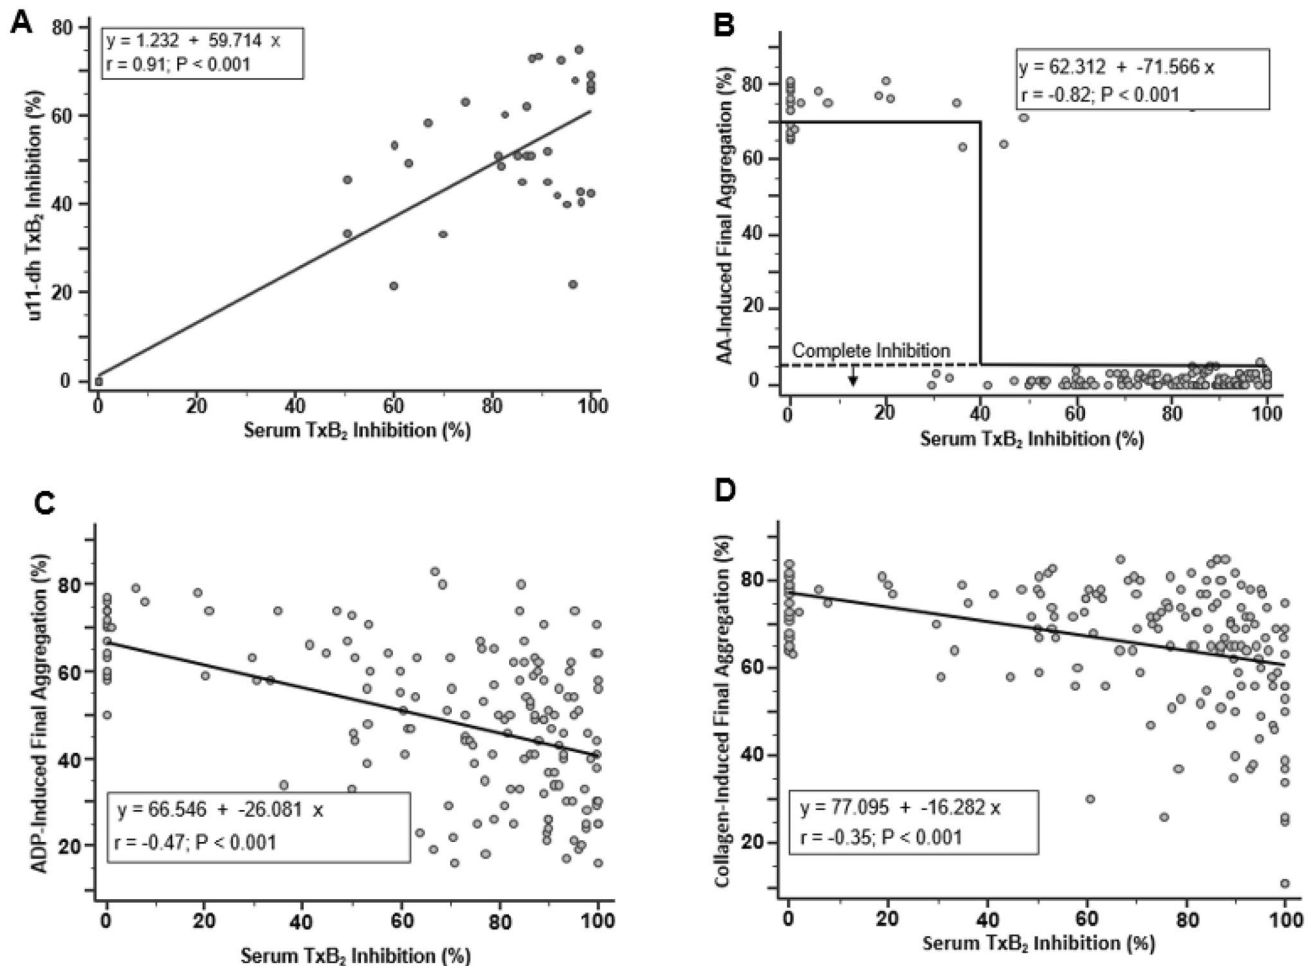 A
y = 1.232 + 59.714 x
r = 0.91; P < 0.001
u11-dh TxB₂ Inhibition (%)
80
60
40
20
0
0 20 40 60 80 100
Serum TxB₂ Inhibition (%)
B
y = 62.312 + -71.566 x
r = -0.82; P < 0.001
AA-Induced Final Aggregation (%)
80
60
40
20
0
Complete Inhibition
0 20 40 60 80 100
Serum TxB₂ Inhibition (%)
C
ADP-Induced Final Aggregation (%)
80
60
40
20
y = 66.546 + -26.081 x
r = -0.47; P < 0.001
0 20 40 60 80 100
Serum TxB₂ Inhibition (%)
D
Collagen-Induced Final Aggregation (%)
80
60
40
20
y = 77.095 + -16.282 x
r = -0.35; P < 0.001
0 20 40 60 80 100
Serum TxB₂ Inhibition (%)